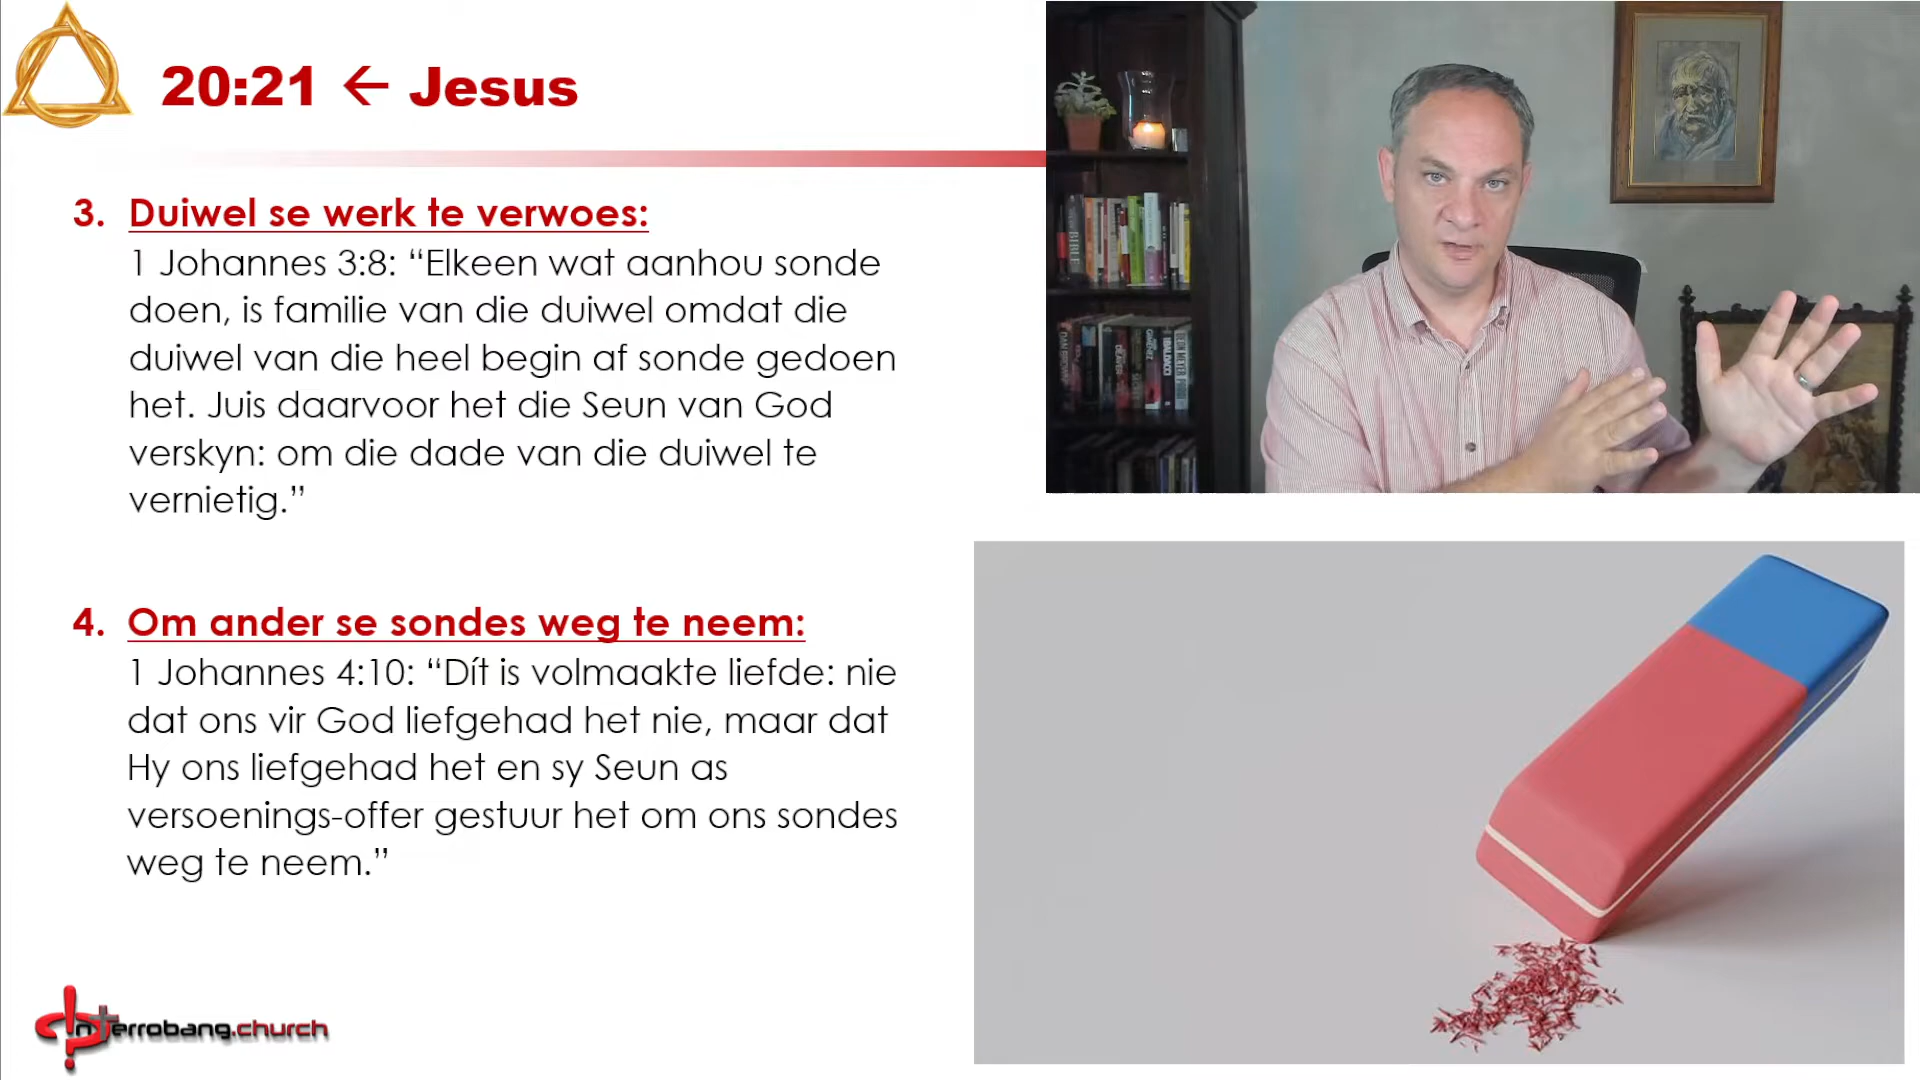 20:21 ← Jesus
3. Duiwel se werk te verwoes:
1 Johannes 3:8: “Elkeen wat aanhou sonde
doen, is familie van die duiwel omdat die
duiwel van die heel begin af sonde gedoen
het. Juis daarvoor het die Seun van God
verskyn: om die dade van die duiwel te
vernietig.”
4. Om ander se sondes weg te neem:
1 Johannes 4:10: “Dít is volmaakte liefde: nie
dat ons vir God liefgehad het nie, maar dat
Hy ons liefgehad het en sy Seun as
versoenings-offer gestuur het om ons sondes
weg te neem.”
interrobang.church
BIBLE
BALDACCI